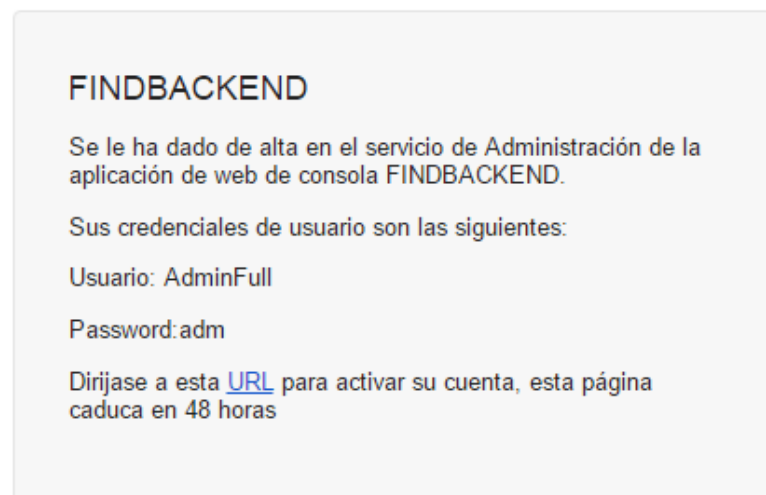 FINDBACKEND
Se le ha dado de alta en el servicio de Administración de la
aplicación de web de consola FINDBACKEND.
Sus credenciales de usuario son las siguientes:
Usuario: AdminFull
Password:adm
Dirijase a esta URL para activar su cuenta, esta página
caduca en 48 horas